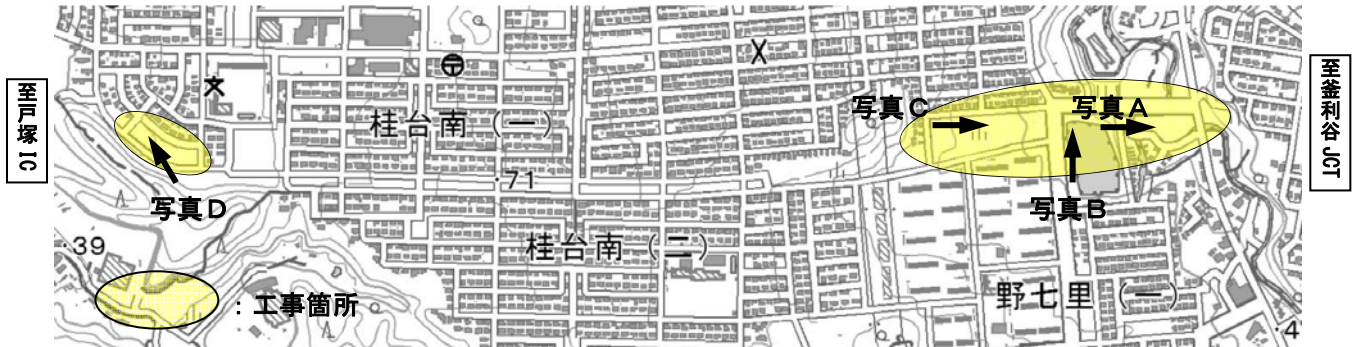 至戸塚IC
至釜利谷JCT
写真C
写真A
桂台南(一)
・71
写真D
写真B
・39
桂台南(二)
野七里(一)
：工事箇所
・4